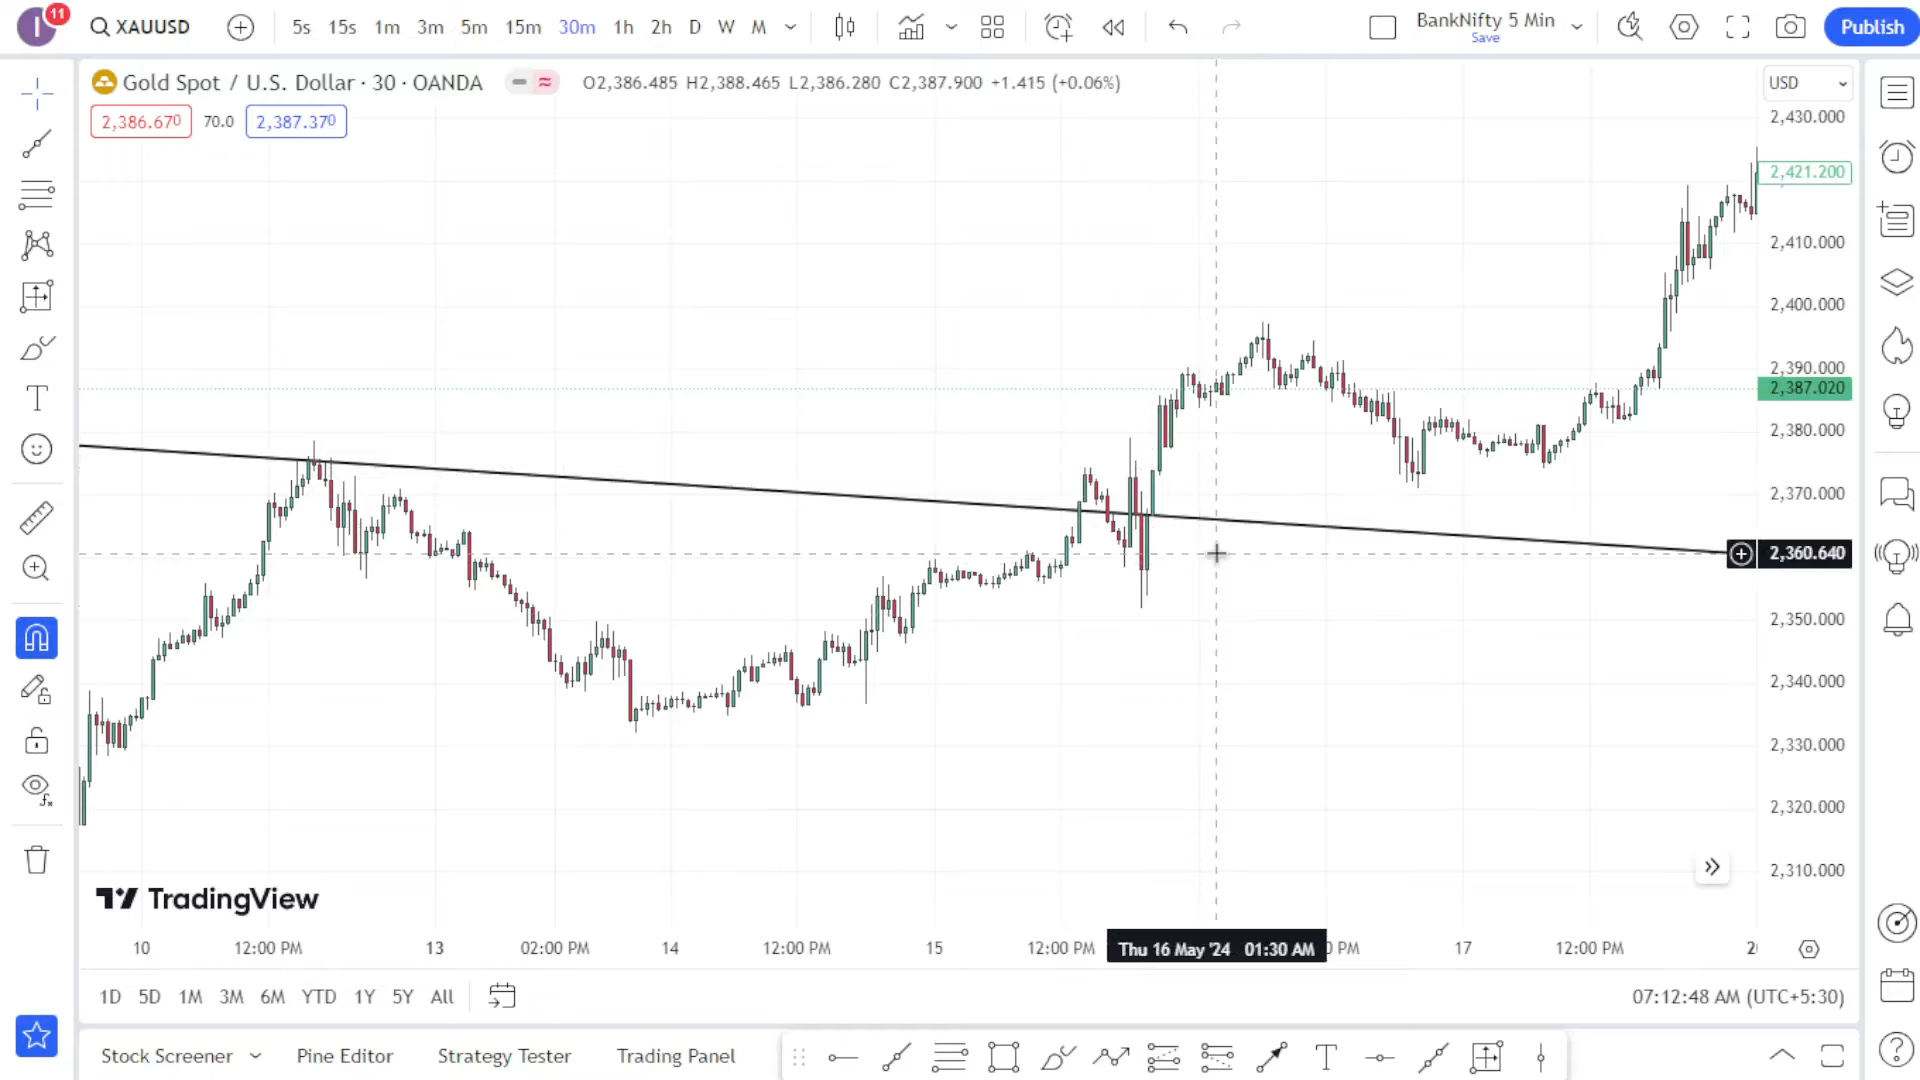 I 11 XAUUSD 5s 15s 1m 3m 5m 15m 30m 1h 2h D W M BankNifty 5 Min Save Publish
Gold Spot / U.S. Dollar · 30 · OANDA O2,386.485 H2,388.465 L2,386.280 C2,387.900 +1.415 (+0.06%) USD
2,386.670 70.0 2,387.370
2,430.000
2,421.200
2,410.000
2,400.000
2,390.000
2,387.020
2,380.000
2,370.000
2,360.640
2,350.000
2,340.000
2,330.000
2,320.000
2,310.000
TradingView
10 12:00 PM 13 02:00 PM 14 12:00 PM 15 12:00 PM Thu 16 May '24 01:30 AM PM 17 12:00 PM
1D 5D 1M 3M 6M YTD 1Y 5Y All 07:12:48 AM (UTC+5:30)
Stock Screener Pine Editor Strategy Tester Trading Panel